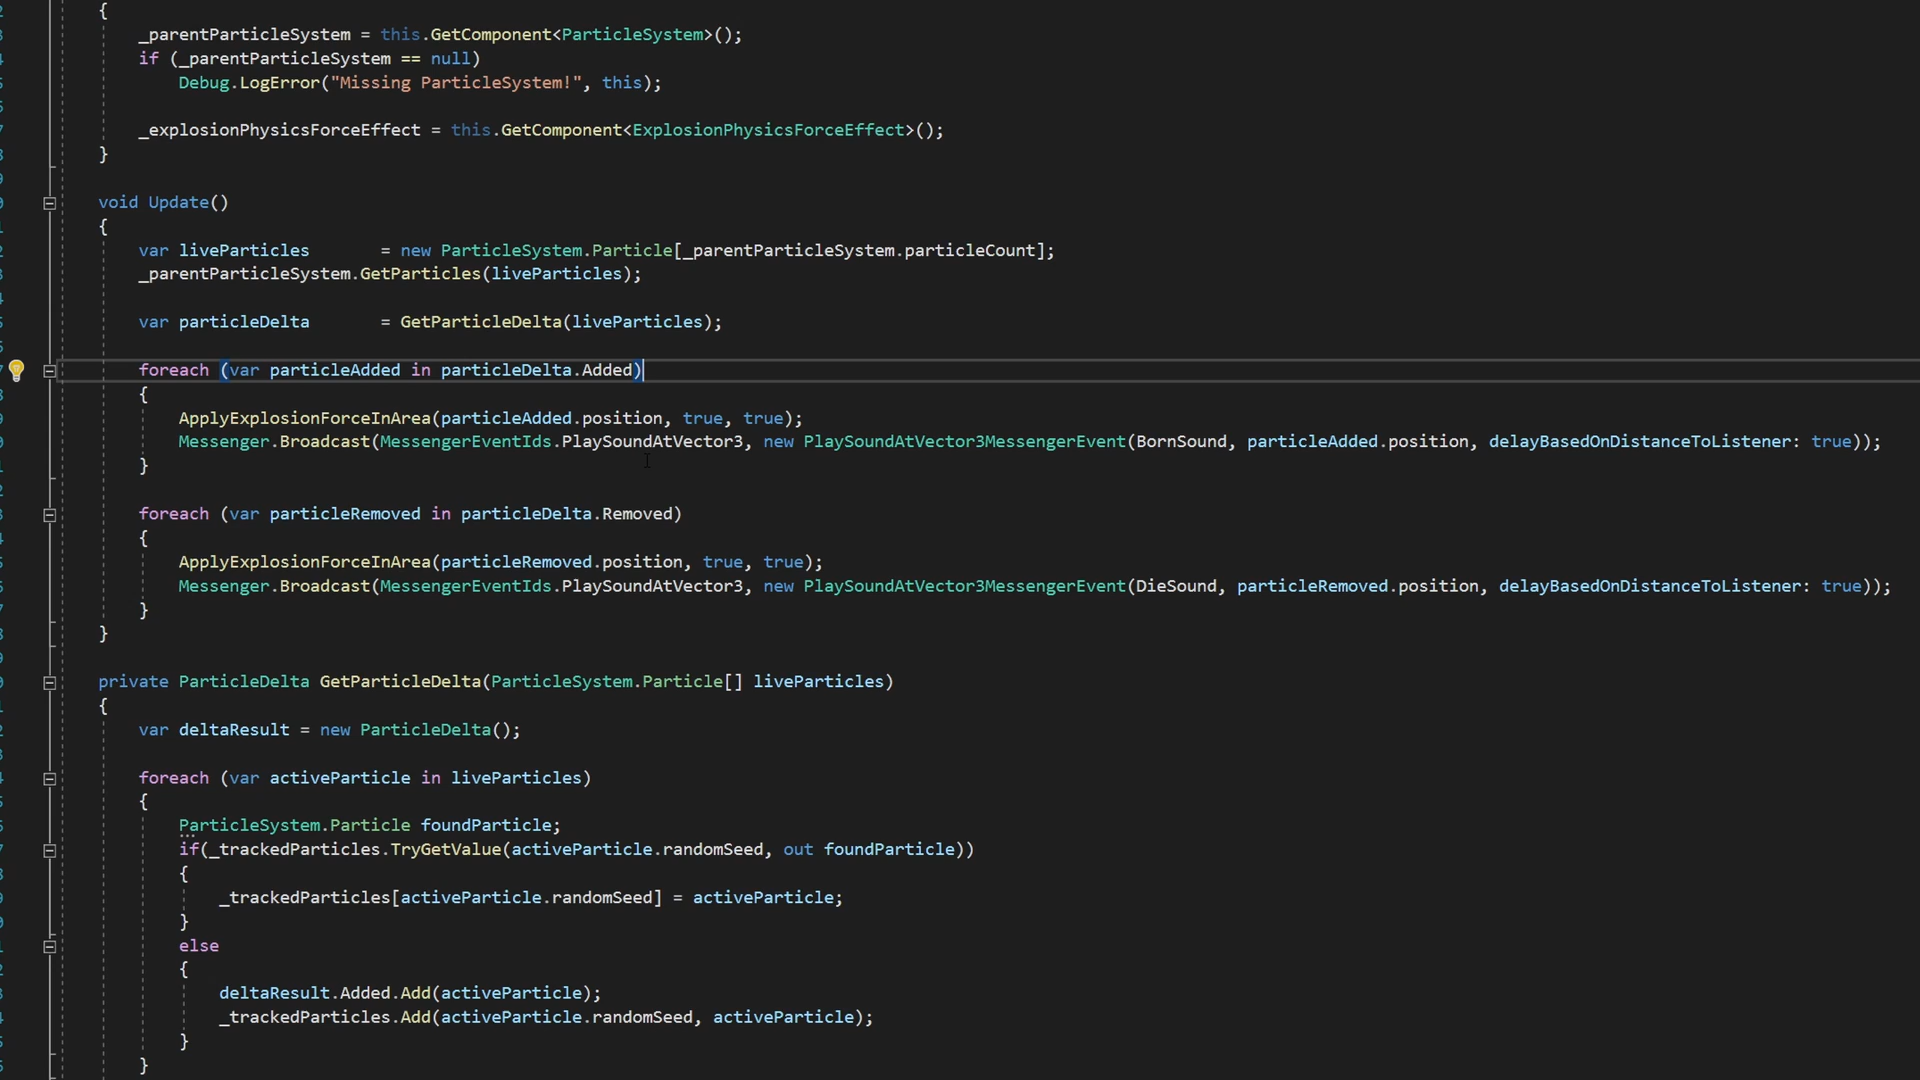 {
_parentParticleSystem = this.GetComponent<ParticleSystem>();
if (_parentParticleSystem == null)
Debug.LogError("Missing ParticleSystem!", this);
_explosionPhysicsForceEffect = this.GetComponent<ExplosionPhysicsForceEffect>();
}
void Update()
{
var liveParticles = new ParticleSystem.Particle[_parentParticleSystem.particleCount];
_parentParticleSystem.GetParticles(liveParticles);
var particleDelta = GetParticleDelta(liveParticles);
foreach (var particleAdded in particleDelta.Added)
{
ApplyExplosionForceInArea(particleAdded.position, true, true);
Messenger.Broadcast(MessengerEventIds.PlaySoundAtVector3, new PlaySoundAtVector3MessengerEvent(BornSound, particleAdded.position, delayBasedOnDistanceToListener: true));
}
foreach (var particleRemoved in particleDelta.Removed)
{
ApplyExplosionForceInArea(particleRemoved.position, true, true);
Messenger.Broadcast(MessengerEventIds.PlaySoundAtVector3, new PlaySoundAtVector3MessengerEvent(DieSound, particleRemoved.position, delayBasedOnDistanceToListener: true));
}
}
private ParticleDelta GetParticleDelta(ParticleSystem.Particle[] liveParticles)
{
var deltaResult = new ParticleDelta();
foreach (var activeParticle in liveParticles)
{
ParticleSystem.Particle foundParticle;
if(_trackedParticles.TryGetValue(activeParticle.randomSeed, out foundParticle))
{
_trackedParticles[activeParticle.randomSeed] = activeParticle;
}
else
{
deltaResult.Added.Add(activeParticle);
_trackedParticles.Add(activeParticle.randomSeed, activeParticle);
}
}